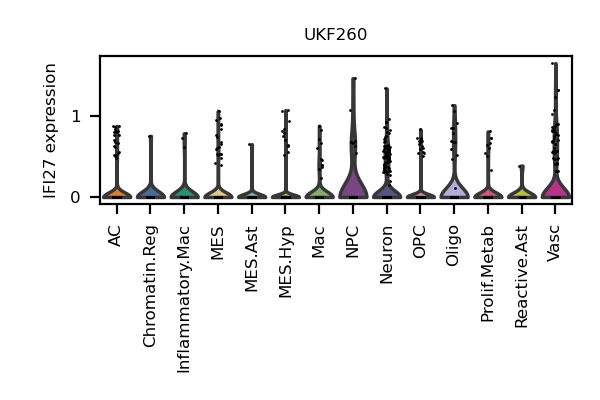 UKF260
IFI27 expression
1
0
AC
Chromatin.Reg
Inflammatory.Mac
MES
MES.Ast
MES.Hyp
Mac
NPC
Neuron
OPC
Oligo
Prolif.Metab
Reactive.Ast
Vasc